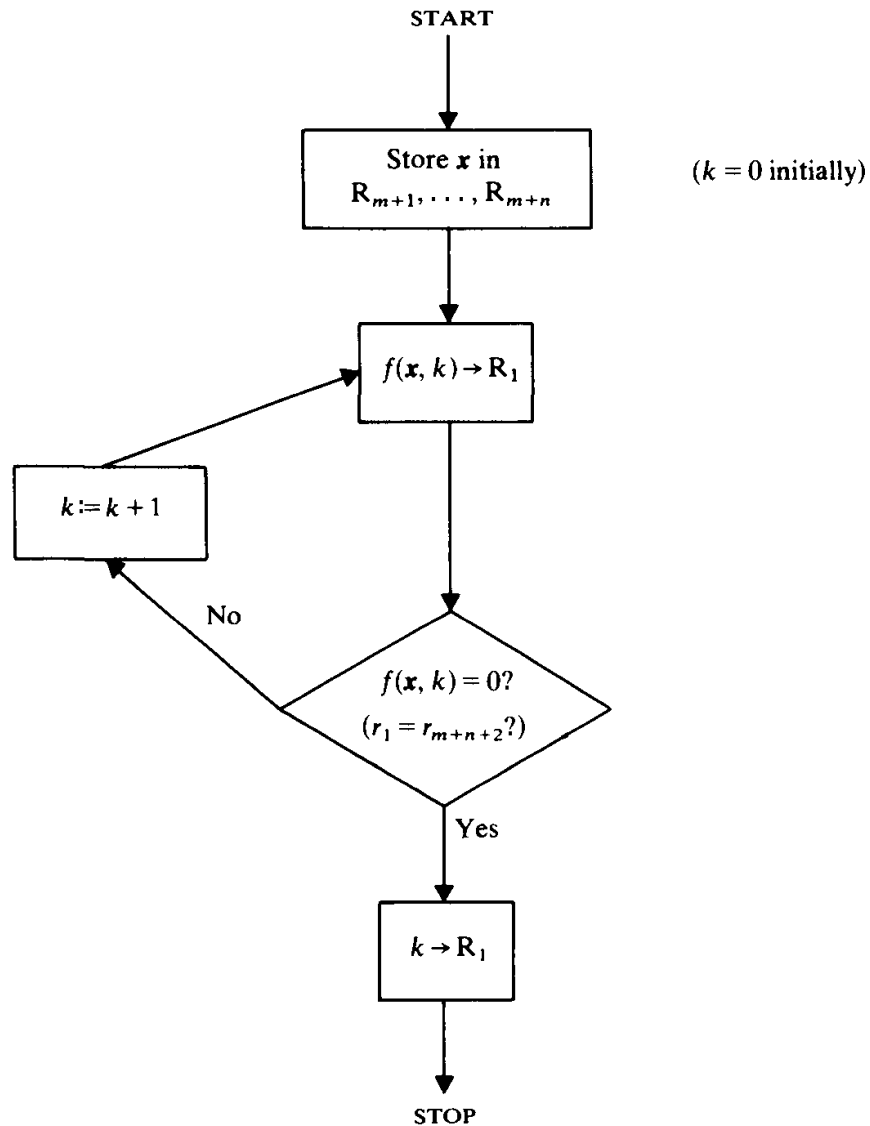 START
Store x in
R_{m+1}, . . . , R_{m+n}
(k = 0 initially)
f(x, k) → R_1
k := k + 1
No
f(x, k) = 0?
(r_1 = r_{m+n+2}?)
Yes
k → R_1
STOP